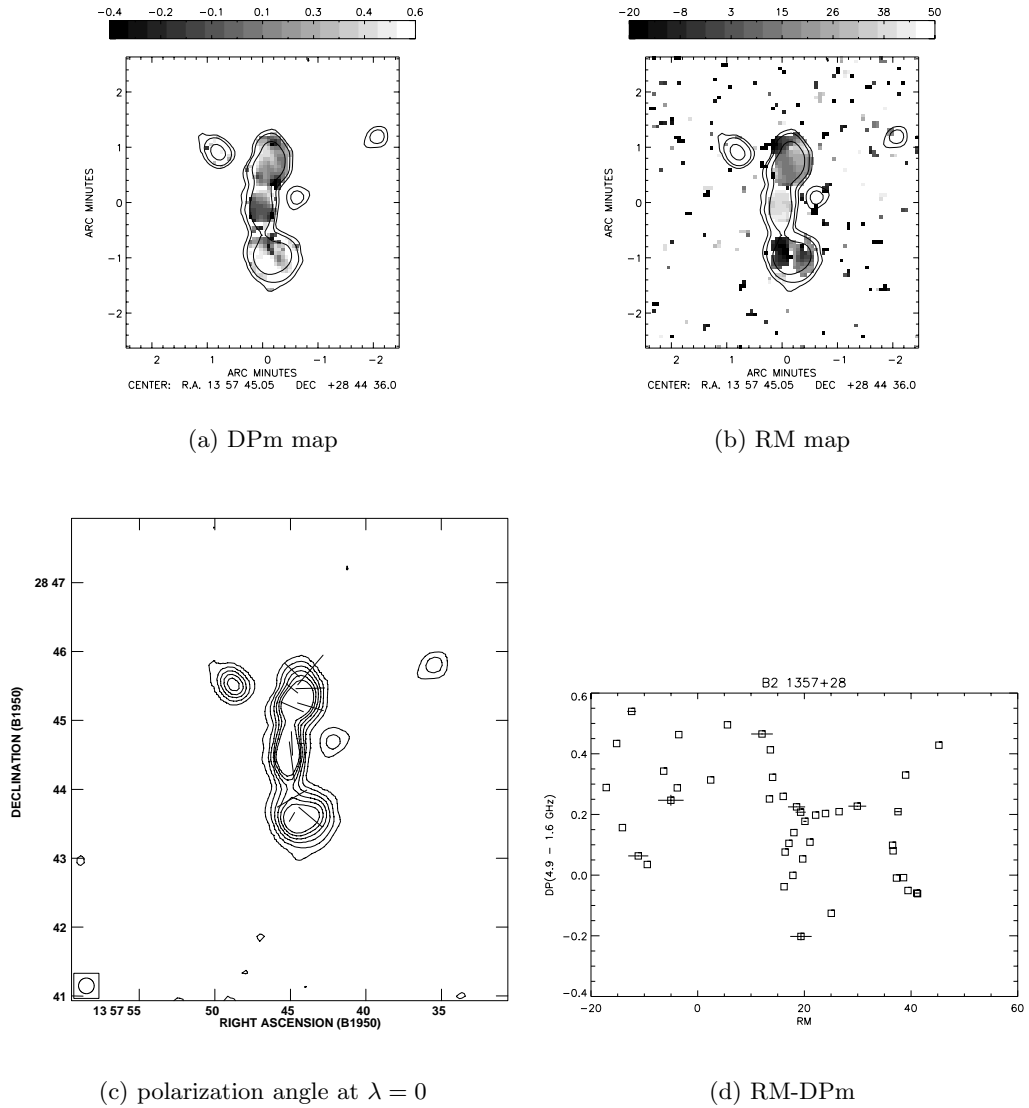 -0.4 -0.2 -0.1 0.1 0.3 0.4 0.6
2
1
0
-1
-2
ARC MINUTES
2 1 0 -1 -2
ARC MINUTES
CENTER: R.A. 13 57 45.05 DEC +28 44 36.0
(a) DPm map
-20 -8 3 15 26 38 50
2
1
0
-1
-2
ARC MINUTES
2 1 0 -1 -2
ARC MINUTES
CENTER: R.A. 13 57 45.05 DEC +28 44 36.0
(b) RM map
28 47
46
45
44
43
42
41
DECLINATION (B1950)
13 57 55 50 45 40 35
RIGHT ASCENSION (B1950)
(c) polarization angle at λ = 0
B2 1357+28
0.6
0.4
0.2
0.0
-0.2
-0.4
DP(4.9 - 1.6 GHz)
-20 0 20 40 60
RM
(d) RM-DPm